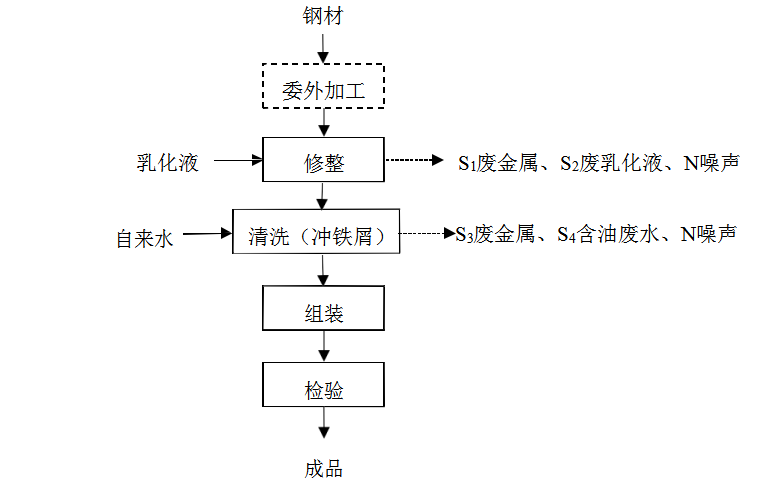 钢材
委外加工
乳化液
修整
S₁废金属、S₂废乳化液、N噪声
自来水
清洗（冲铁屑）
S₃废金属、S₄含油废水、N噪声
组装
检验
成品